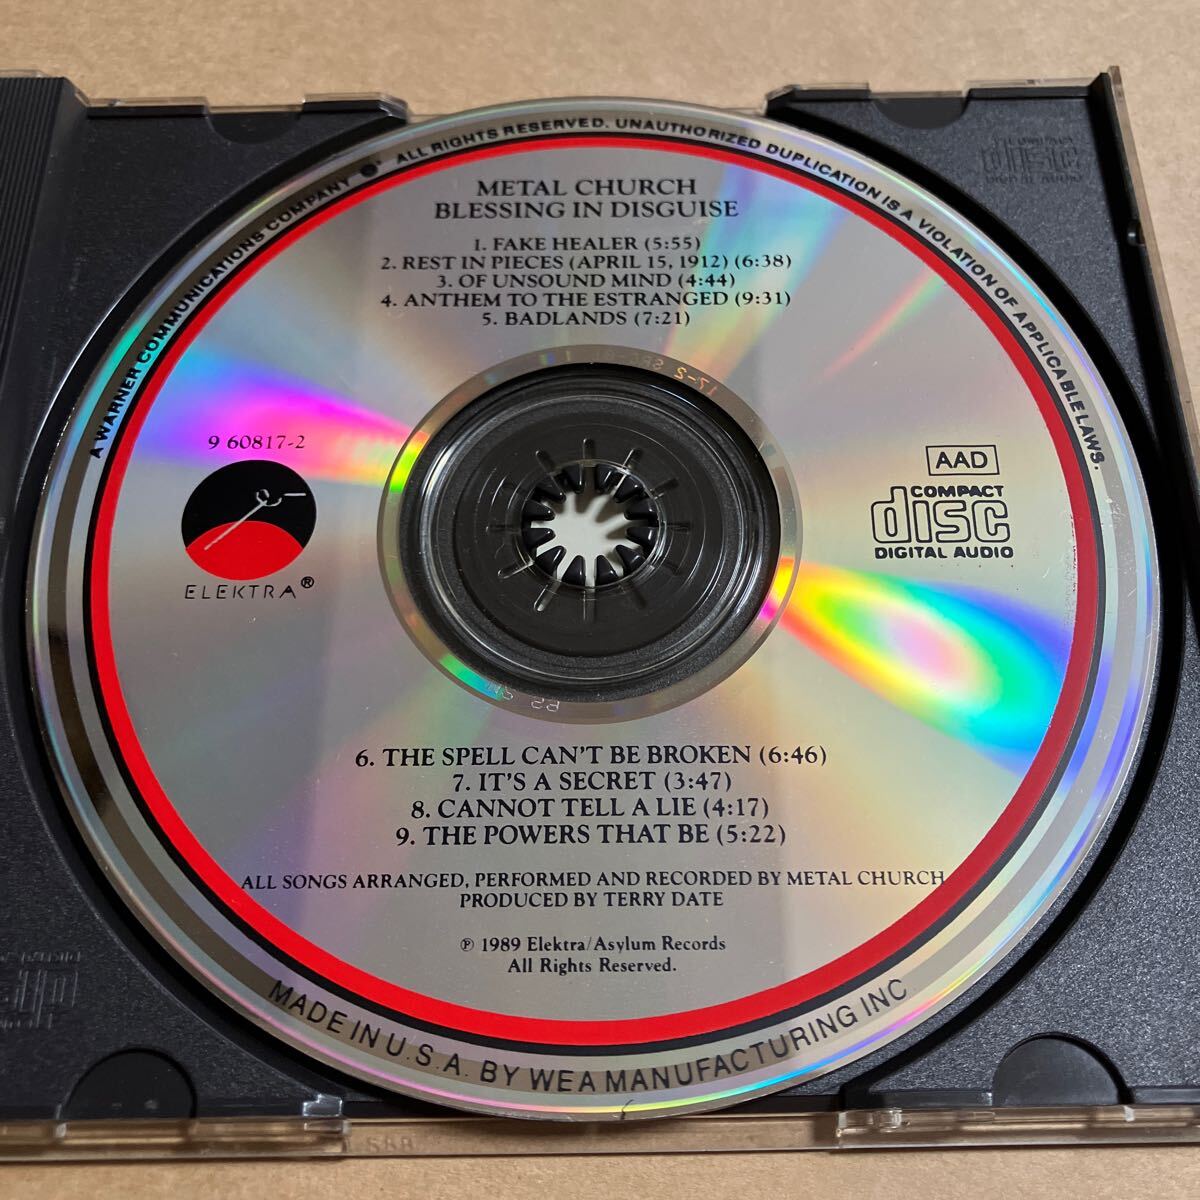 A WARNER COMMUNICATIONS COMPANY ALL RIGHTS RESERVED. UNAUTHORIZED DUPLICATION IS A VIOLATION OF APPLICABLE LAWS.
METAL CHURCH
BLESSING IN DISGUISE
1. FAKE HEALER (5:55)
2. REST IN PIECES (APRIL 15, 1912) (6:38)
3. OF UNSOUND MIND (4:44)
4. ANTHEM TO THE ESTRANGED (9:31)
5. BADLANDS (7:21)
9 60817-2
ELEKTRA®
AAD
COMPACT
disc
DIGITAL AUDIO
6. THE SPELL CAN'T BE BROKEN (6:46)
7. IT'S A SECRET (3:47)
8. CANNOT TELL A LIE (4:17)
9. THE POWERS THAT BE (5:22)
ALL SONGS ARRANGED, PERFORMED AND RECORDED BY METAL CHURCH
PRODUCED BY TERRY DATE
℗ 1989 Elektra/Asylum Records
All Rights Reserved.
MADE IN U.S.A. BY WEA MANUFACTURING INC
COMPACT
disc
DIGITAL AUDIO